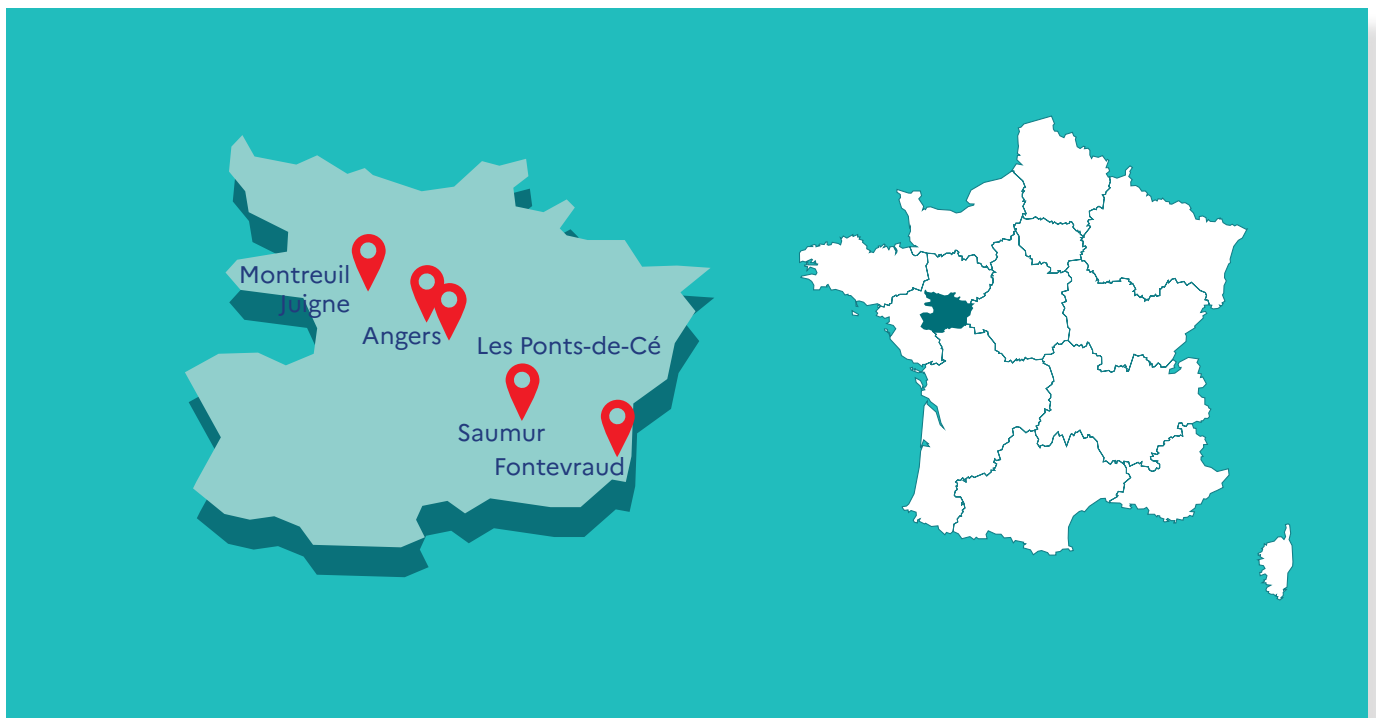 Montreuil
Juigne
Angers
Les Ponts-de-Cé
Saumur
Fontevraud